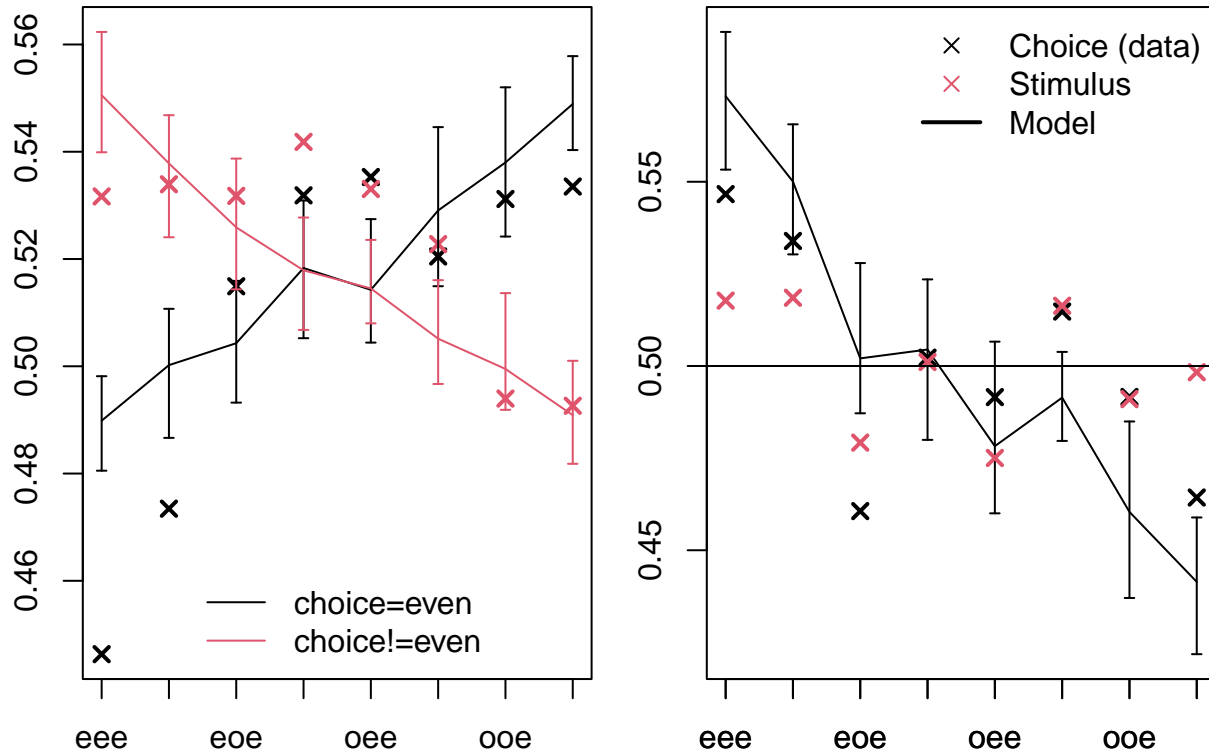 0.56
0.54
0.52
0.50
0.48
0.46
choice=even
choice!=even
eee
eoe
oee
ooe
Choice (data)
Stimulus
Model
0.55
0.50
0.45
eee
eoe
oee
ooe